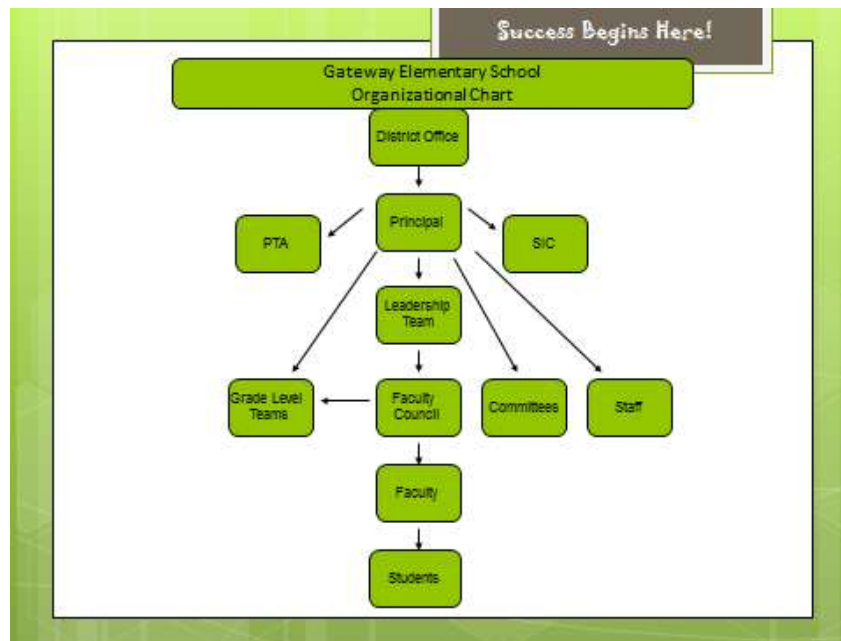 Success Begins Here!
Gateway Elementary School
Organizational Chart
District Office
Principal
PTA
SIC
Leadership
Team
Grade Level
Teams
Faculty
Council
Committees
Staff
Faculty
Students